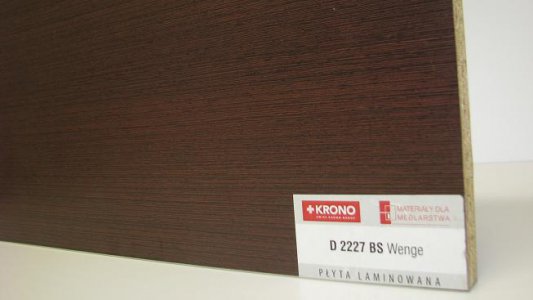 KRONO
MATERIAŁY DLA
MEBLARSTWA
D 2227 BS Wenge
PŁYTA LAMINOWANA